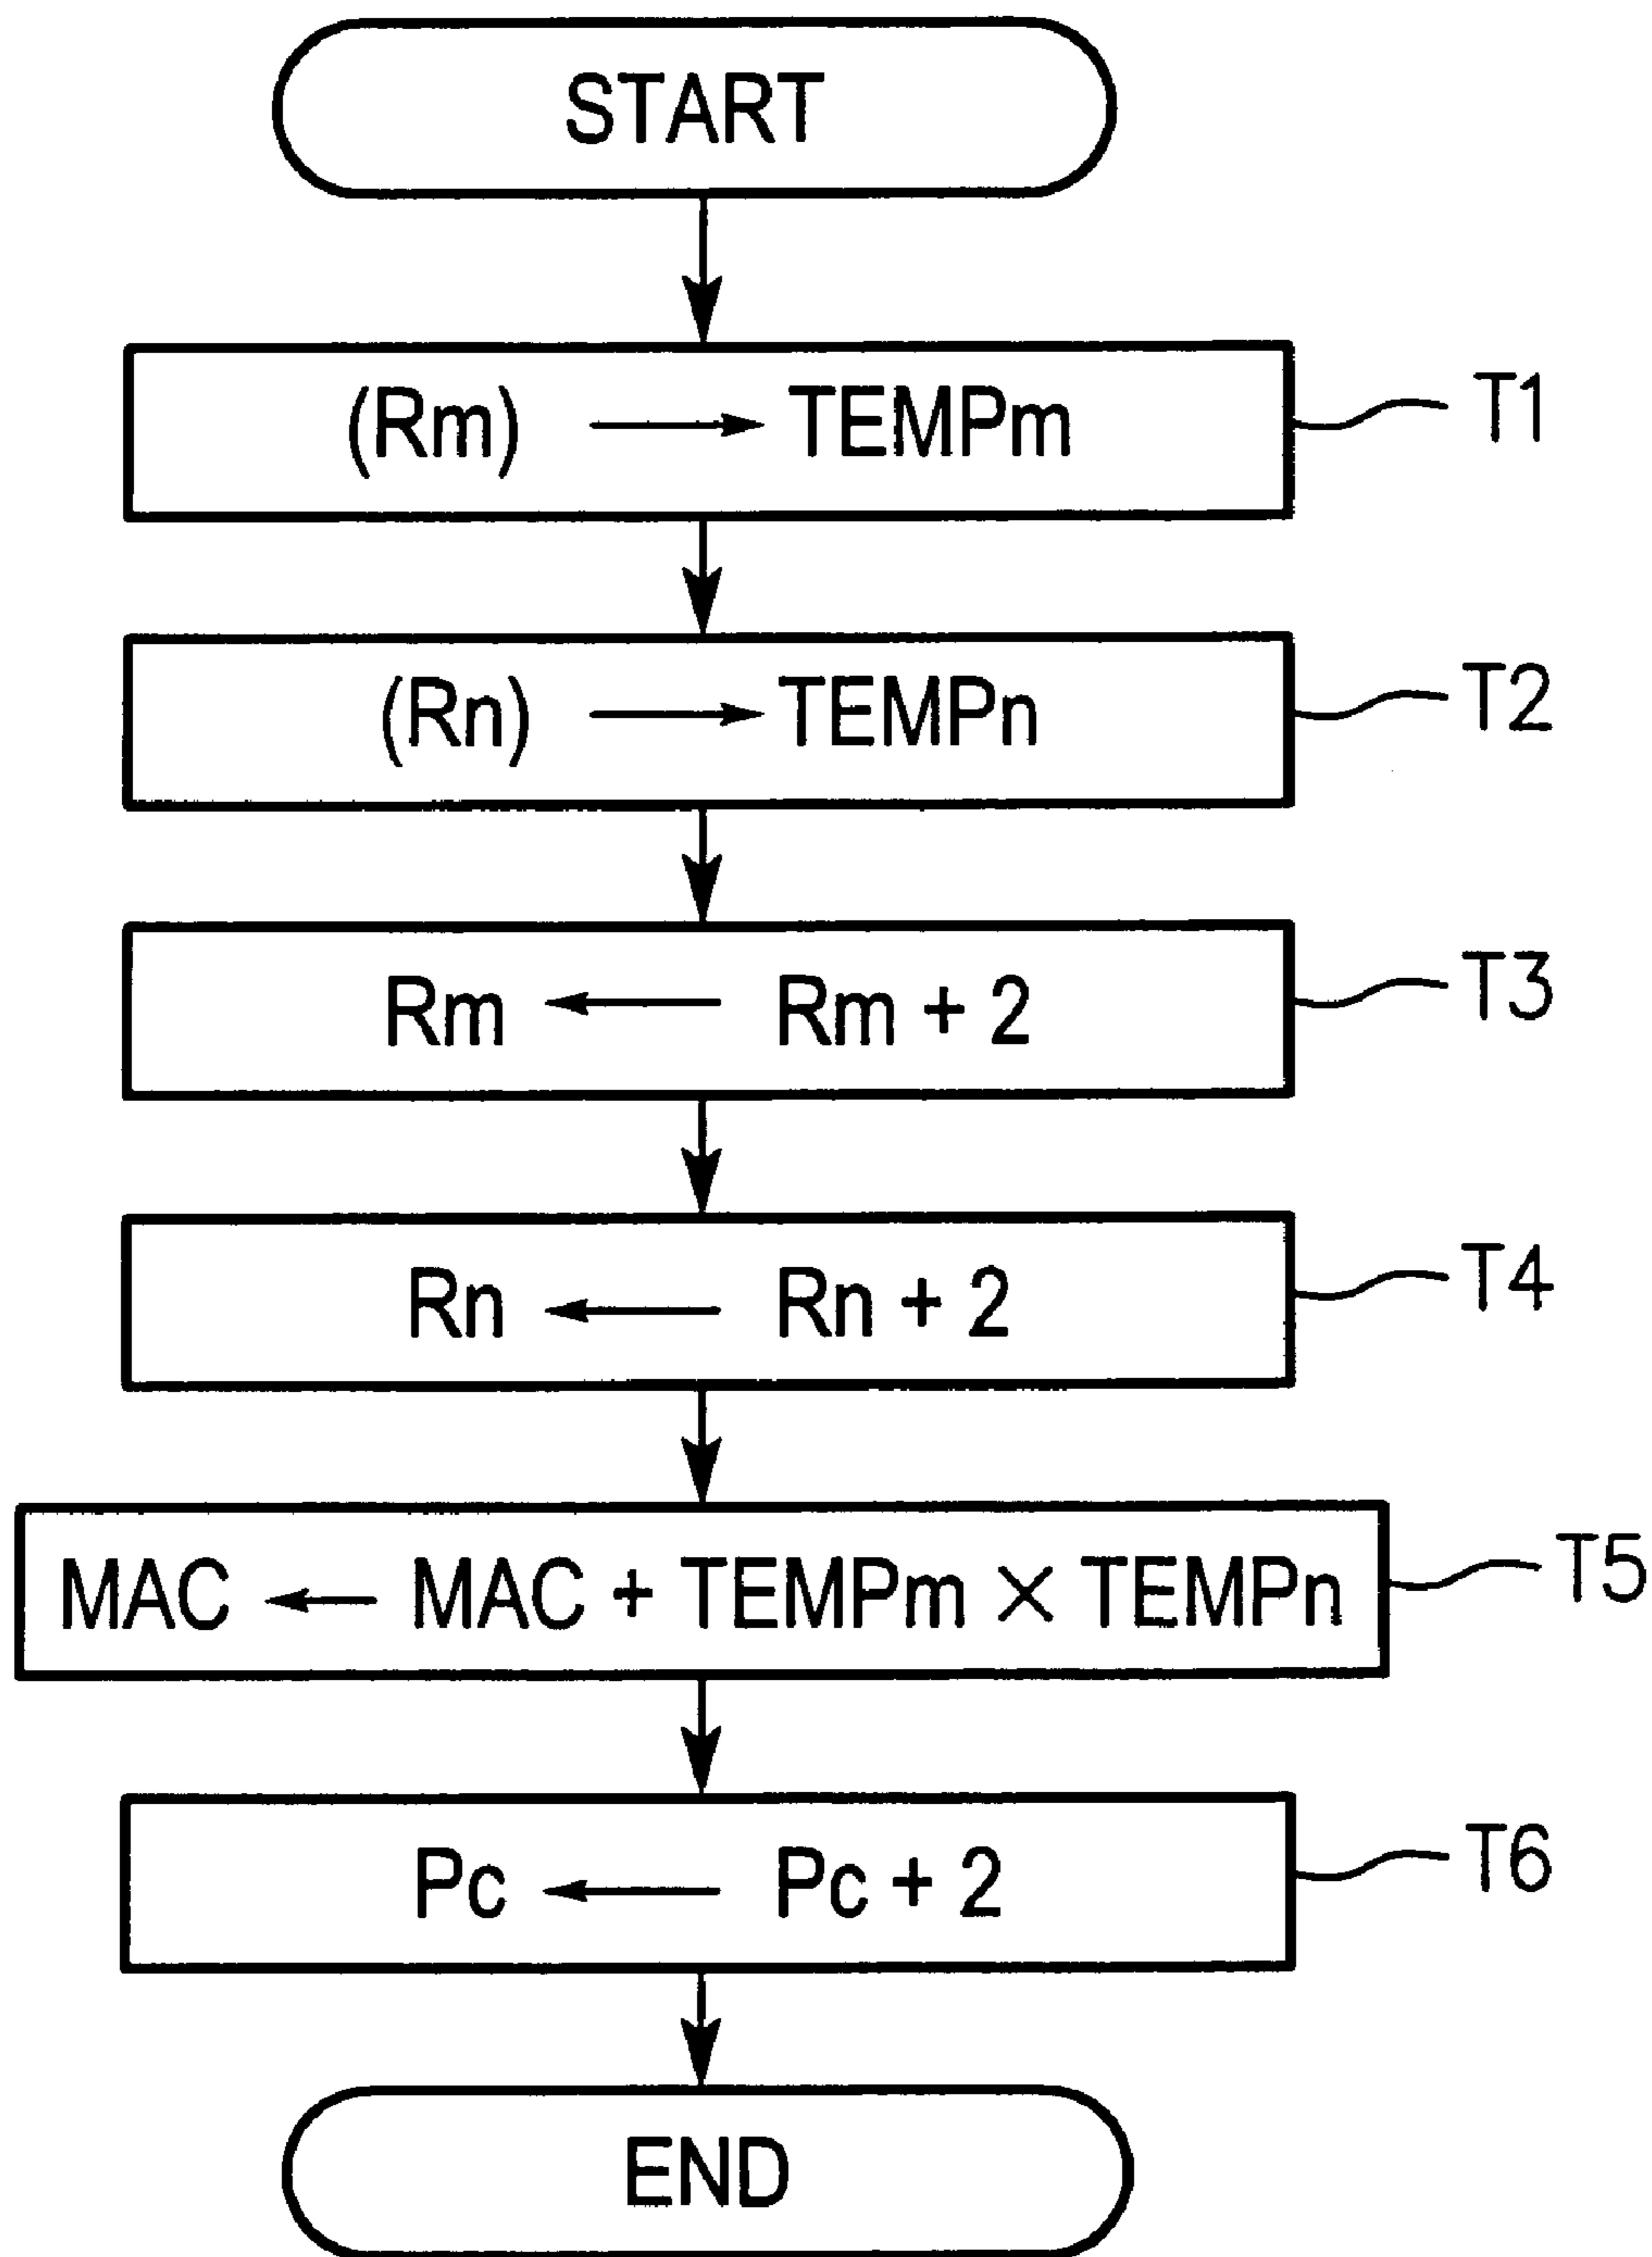 START
(Rm) → TEMPm T1
(Rn) → TEMPn T2
Rm ← Rm + 2 T3
Rn ← Rn + 2 T4
MAC ← MAC + TEMPm × TEMPn T5
Pc ← Pc + 2 T6
END